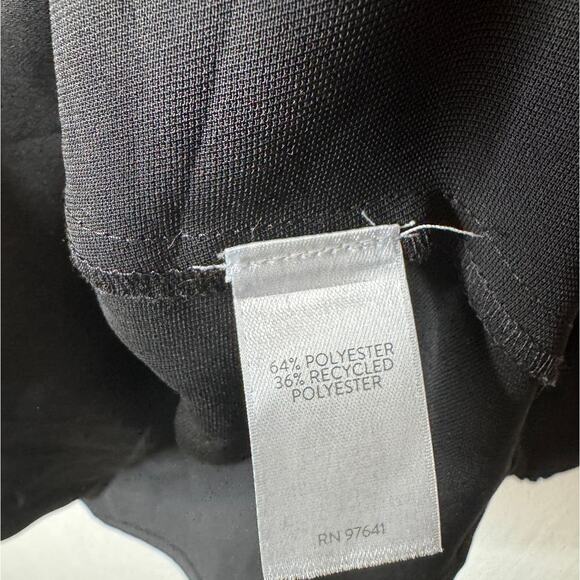 64% POLYESTER
36% RECYCLED
POLYESTER
RN 97641